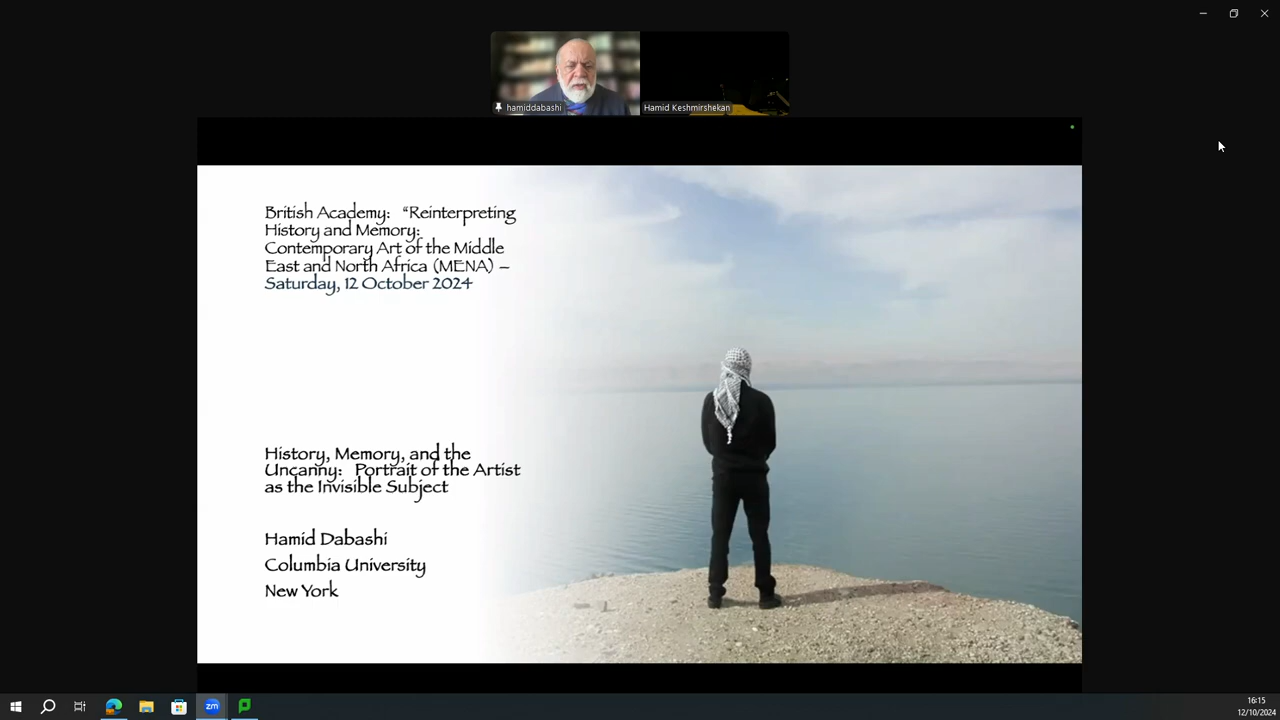 hamiddabashi
Hamid Keshmirshekan
British Academy: “Reinterpreting
History and Memory:
Contemporary Art of the Middle
East and North Africa (MENA) –
Saturday, 12 October 2024
History, Memory, and the
Uncanny: Portrait of the Artist
as the Invisible Subject
Hamid Dabashi
Columbia University
New York
zm
16:15
12/10/2024